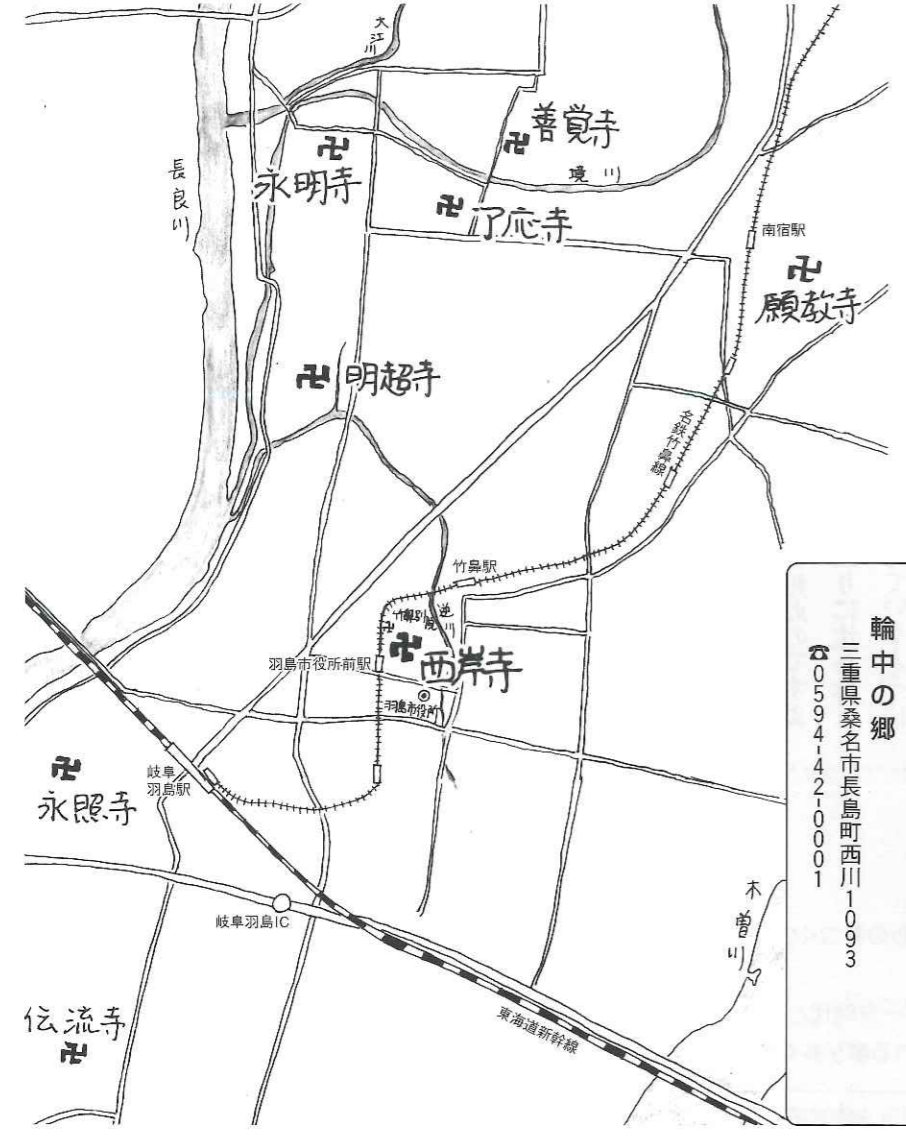 大江川
善覚寺
境川
永明寺
長良川
了応寺
南宿駅
願教寺
明超寺
名鉄竹鼻線
竹鼻駅
逆川
竹鼻別院
西岸寺
羽島市役所前駅
羽島市役所
輪中の郷
三重県桑名市長島町西川1093
☎0594-42-0001
岐阜
羽島駅
永照寺
岐阜羽島IC
木曽川
東海道新幹線
伝流寺